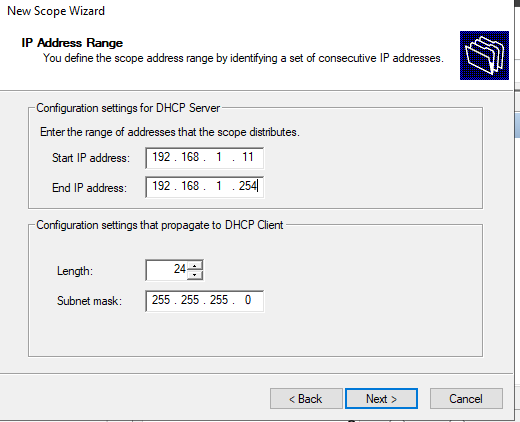 New Scope Wizard
IP Address Range
You define the scope address range by identifying a set of consecutive IP addresses.
Configuration settings for DHCP Server
Enter the range of addresses that the scope distributes.
Start IP address: 192 . 168 . 1 . 11
End IP address: 192 . 168 . 1 . 254
Configuration settings that propagate to DHCP Client
Length: 24
Subnet mask: 255 . 255 . 255 . 0
< Back Next > Cancel